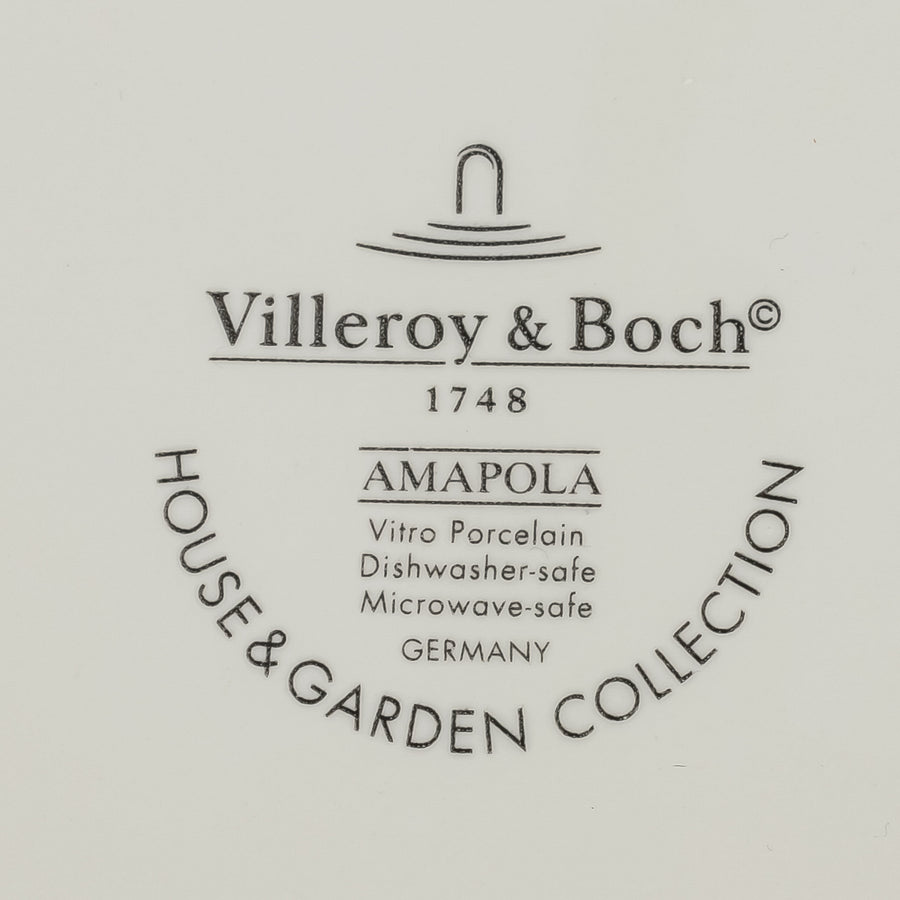 Villeroy & Boch©
1748
AMAPOLA
Vitro Porcelain
Dishwasher-safe
Microwave-safe
GERMANY
HOUSE & GARDEN COLLECTION